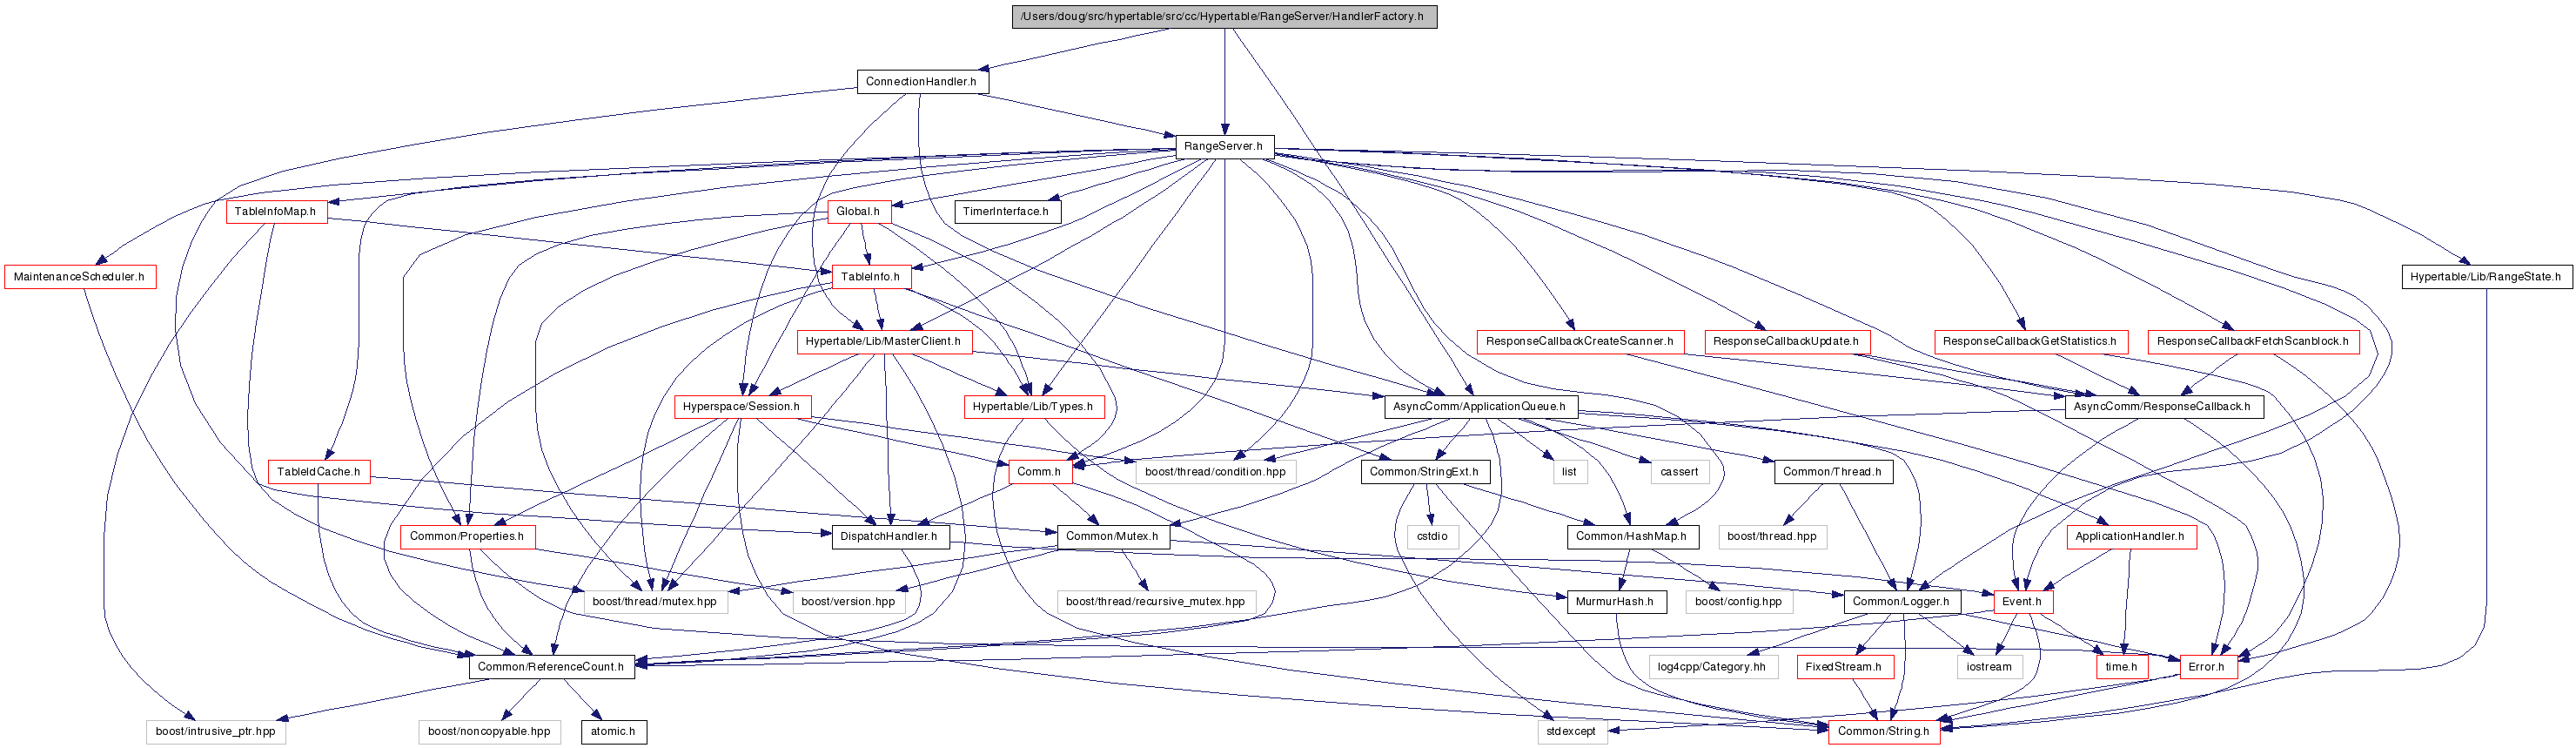 /Users/doug/src/hypertable/src/cc/Hypertable/RangeServer/HandlerFactory.h
ConnectionHandler.h
RangeServer.h
TableInfoMap.h
Global.h
TimerInterface.h
MaintenanceScheduler.h
TableInfo.h
Hypertable/Lib/RangeState.h
Hypertable/Lib/MasterClient.h
ResponseCallbackCreateScanner.h
ResponseCallbackUpdate.h
ResponseCallbackGetStatistics.h
ResponseCallbackFetchScanblock.h
Hyperspace/Session.h
Hypertable/Lib/Types.h
AsyncComm/ApplicationQueue.h
AsyncComm/ResponseCallback.h
TableIdCache.h
Comm.h
boost/thread/condition.hpp
Common/StringExt.h
list
cassert
Common/Thread.h
Common/Properties.h
DispatchHandler.h
Common/Mutex.h
cstdio
Common/HashMap.h
boost/thread.hpp
ApplicationHandler.h
boost/thread/mutex.hpp
boost/version.hpp
boost/thread/recursive_mutex.hpp
MurmurHash.h
boost/config.hpp
Common/Logger.h
Event.h
Common/ReferenceCount.h
log4cpp/Category.hh
FixedStream.h
iostream
time.h
Error.h
boost/intrusive_ptr.hpp
boost/noncopyable.hpp
atomic.h
stdexcept
Common/String.h